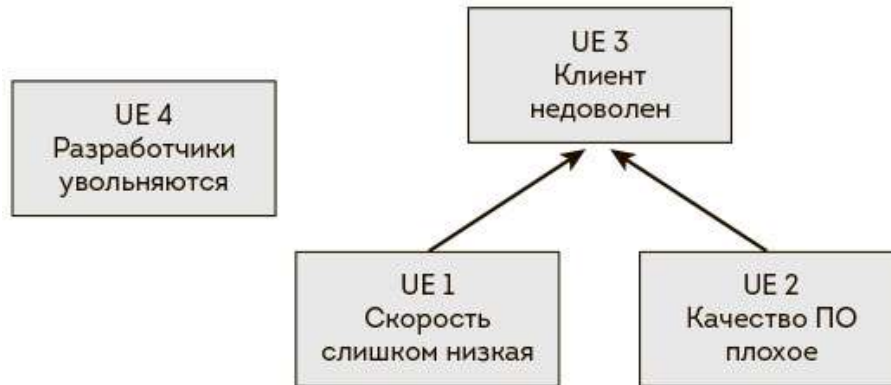 UE 3
Клиент
недоволен
UE 4
Разработчики
увольняются
UE 1
Скорость
слишком низкая
UE 2
Качество ПО
плохое